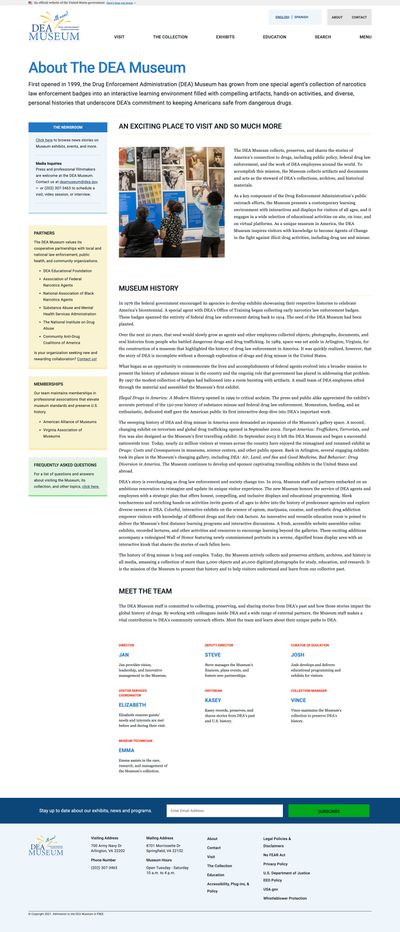 An official website of the United States government Here's how you know
DEA
MUSEUM
ENGLISH | ESPAÑOL
ABOUT CONTACT
VISIT THE COLLECTION EXHIBITS EDUCATION SEARCH MENU
About The DEA Museum
First opened in 1999, the Drug Enforcement Administration (DEA) Museum has grown from one special agent's collection of narcotics
law enforcement badges into an interactive learning environment filled with compelling artifacts, hands-on activities, and diverse,
personal histories that underscore DEA's commitment to keeping Americans safe from dangerous drugs.
THE NEWSROOM
Click here to browse news stories on
Museum exhibits, events, and more.
Media Inquiries
Press and professional filmmakers
are welcome at the DEA Museum.
Contact us at deamuseum@dea.gov
— or (202) 307-3463 to schedule a
visit, video session, or interview.
PARTNERS
The DEA Museum values its
cooperative partnerships with local and
national law enforcement, public
health, and community organizations.
DEA Educational Foundation
Association of Federal
Narcotics Agents
National Association of Black
Narcotics Agents
Substance Abuse and Mental
Health Services Administration
The National Institute on Drug
Abuse
Community Anti-Drug
Coalitions of America
Is your organization seeking new and
rewarding collaboration? Contact us!
MEMBERSHIPS
Our team maintains memberships in
professional associations that elevate
museum standards and preserve U.S.
history.
American Alliance of Museums
Virginia Association of
Museums
FREQUENTLY ASKED QUESTIONS
For a list of questions and answers
about visiting the Museum, its
collection, and other topics, click here.
AN EXCITING PLACE TO VISIT AND SO MUCH MORE
The DEA Museum collects, preserves, and shares the stories of
America's connection to drugs, including public policy, federal drug law
enforcement, and the work of DEA employees around the world. To
accomplish this mission, the Museum collects artifacts and documents
and acts as the steward of DEA's collections, archives, and historical
materials.
As a key component of the Drug Enforcement Administration's public
outreach efforts, the Museum presents a contemporary learning
environment with interactives and displays for visitors of all ages, and it
engages in a wide selection of educational activities on site, on tour, and
on virtual platforms. As a unique museum in America, the DEA
Museum inspires visitors with knowledge to become Agents of Change
in the fight against illicit drug activities, including drug use and misuse.
MUSEUM HISTORY
In 1976 the federal government encouraged its agencies to develop exhibits showcasing their respective histories to celebrate
America's bicentennial. A special agent with DEA's Office of Training began collecting early narcotics law enforcement badges.
These badges spanned the entirety of federal drug law enforcement dating back to 1914. The seed of the DEA Museum had been
planted.
Over the next 20 years, that seed would slowly grow as agents and other employees collected objects, photographs, documents, and
oral histories from people who battled dangerous drugs and drug trafficking. In 1989, space was set aside in Arlington, Virginia, for
the construction of a museum that highlighted the history of drug law enforcement in America. It was quickly realized, however, that
the story of DEA is incomplete without a thorough exploration of drugs and drug misuse in the United States.
What began as an opportunity to commemorate the lives and accomplishments of federal agents evolved into a broader mission to
present the history of substance misuse in the country and the ongoing role that government has played in addressing that problem.
By 1997 the modest collection of badges had ballooned into a room bursting with artifacts. A small team of DEA employees sifted
through the material and assembled the Museum's first exhibit.
Illegal Drugs in America: A Modern History opened in 1999 to critical acclaim. The press and public alike appreciated the exhibit's
accurate portrayal of the 150-year history of substance misuse and federal drug law enforcement. Momentum, funding, and an
enthusiastic, dedicated staff gave the American public its first interactive deep-dive into DEA's important work.
The sweeping history of DEA and drug misuse in America soon demanded an expansion of the Museum's gallery space. A second,
changing exhibit on terrorism and global drug trafficking opened in September 2002. Target America: Traffickers, Terrorists, and
You was also designed as the Museum's first travelling exhibit. In September 2003 it left the DEA Museum and began a successful
nationwide tour. Today, nearly 22 million visitors at venues across the country have enjoyed the reimagined and renamed exhibit as
Drugs: Costs and Consequences in museums, science centers, and other public spaces. Back in Arlington, several engaging exhibits
took its place in the Museum's changing gallery, including DEA: Air, Land, and Sea and Good Medicine, Bad Behavior: Drug
Diversion in America. The Museum continues to develop and sponsor captivating travelling exhibits in the United States and
abroad.
DEA's story is overarching as drug law enforcement and society change too. In 2019, Museum staff and partners embarked on an
ambitious renovation to reimagine and update its unique visitor experience. The new Museum honors the service of DEA agents and
employees with a strategic plan that offers honest, compelling, and inclusive displays and educational programming. Sleek
touchscreens and enriching hands-on activities invite guests of all ages to delve into the history of predecessor agencies and explore
diverse careers at DEA. Colorful, interactive exhibits on the science of opium, marijuana, cocaine, and synthetic drug addiction
empower visitors with knowledge of different drugs and their risk factors. An innovative and versatile education room is poised to
deliver the Museum's first distance learning programs and interactive discussions. A fresh, accessible website assembles online
exhibits, recorded lectures, and other activities and resources to encourage learning beyond the galleries. These exciting additions
accompany a redesigned Wall of Honor featuring newly commissioned portraits in a serene, dignified brass display area with an
interactive kiosk that shares the stories of each fallen hero.
The history of drug misuse is long and complex. Today, the Museum actively collects and preserves artifacts, archives, and history in
all media, amassing a collection of more than 5,000 objects and 40,000 digitized photographs for study, education, and research. It
is the mission of the Museum to present that history and to help visitors understand and learn from our collective past.
MEET THE TEAM
The DEA Museum staff is committed to collecting, preserving, and sharing stories from DEA's past and how those stories impact the
global history of drugs. By working with colleagues inside DEA and a wide range of external partners, the Museum staff makes a
vital contribution to DEA's community outreach efforts. Meet the team and learn about their unique paths to DEA.
DIRECTOR
JAN
Jan provides vision,
leadership, and innovative
management to the Museum.
DEPUTY DIRECTOR
STEVE
Steve manages the Museum's
finances, plans events, and
fosters new partnerships.
CURATOR OF EDUCATION
JOSH
Josh develops and delivers
educational programming and
exhibits for visitors.
VISITOR SERVICES
COORDINATOR
ELIZABETH
Elizabeth ensures guests'
needs and interests are met
before and during their visit.
HISTORIAN
KASEY
Kasey records, preserves, and
shares stories from DEA's past
and U.S. history.
COLLECTION MANAGER
VINCE
Vince maintains the Museum's
collection to preserve DEA's
history.
MUSEUM TECHNICIAN
EMMA
Emma assists in the care,
research, and management of
the Museum's collection.
Stay up to date about our exhibits, news and programs.
Enter Email Address
SUBSCRIBE
DEA
MUSEUM
Visiting Address
700 Army Navy Dr
Arlington, VA 22202
Phone Number
(202) 307-3463
Mailing Address
8701 Morrissette Dr
Springfield, VA 22152
Museum Hours
Open Tuesday - Saturday
10 a.m. to 4 p.m.
About
Contact
Visit
The Collection
Education
Accessibility, Plug-ins, &
Policy
Legal Policies &
Disclaimers
No FEAR Act
Privacy Policy
U.S. Department of Justice
EEO Policy
USA.gov
Whistleblower Protection
© Copyright 2021. Admission to the DEA Museum is FREE.